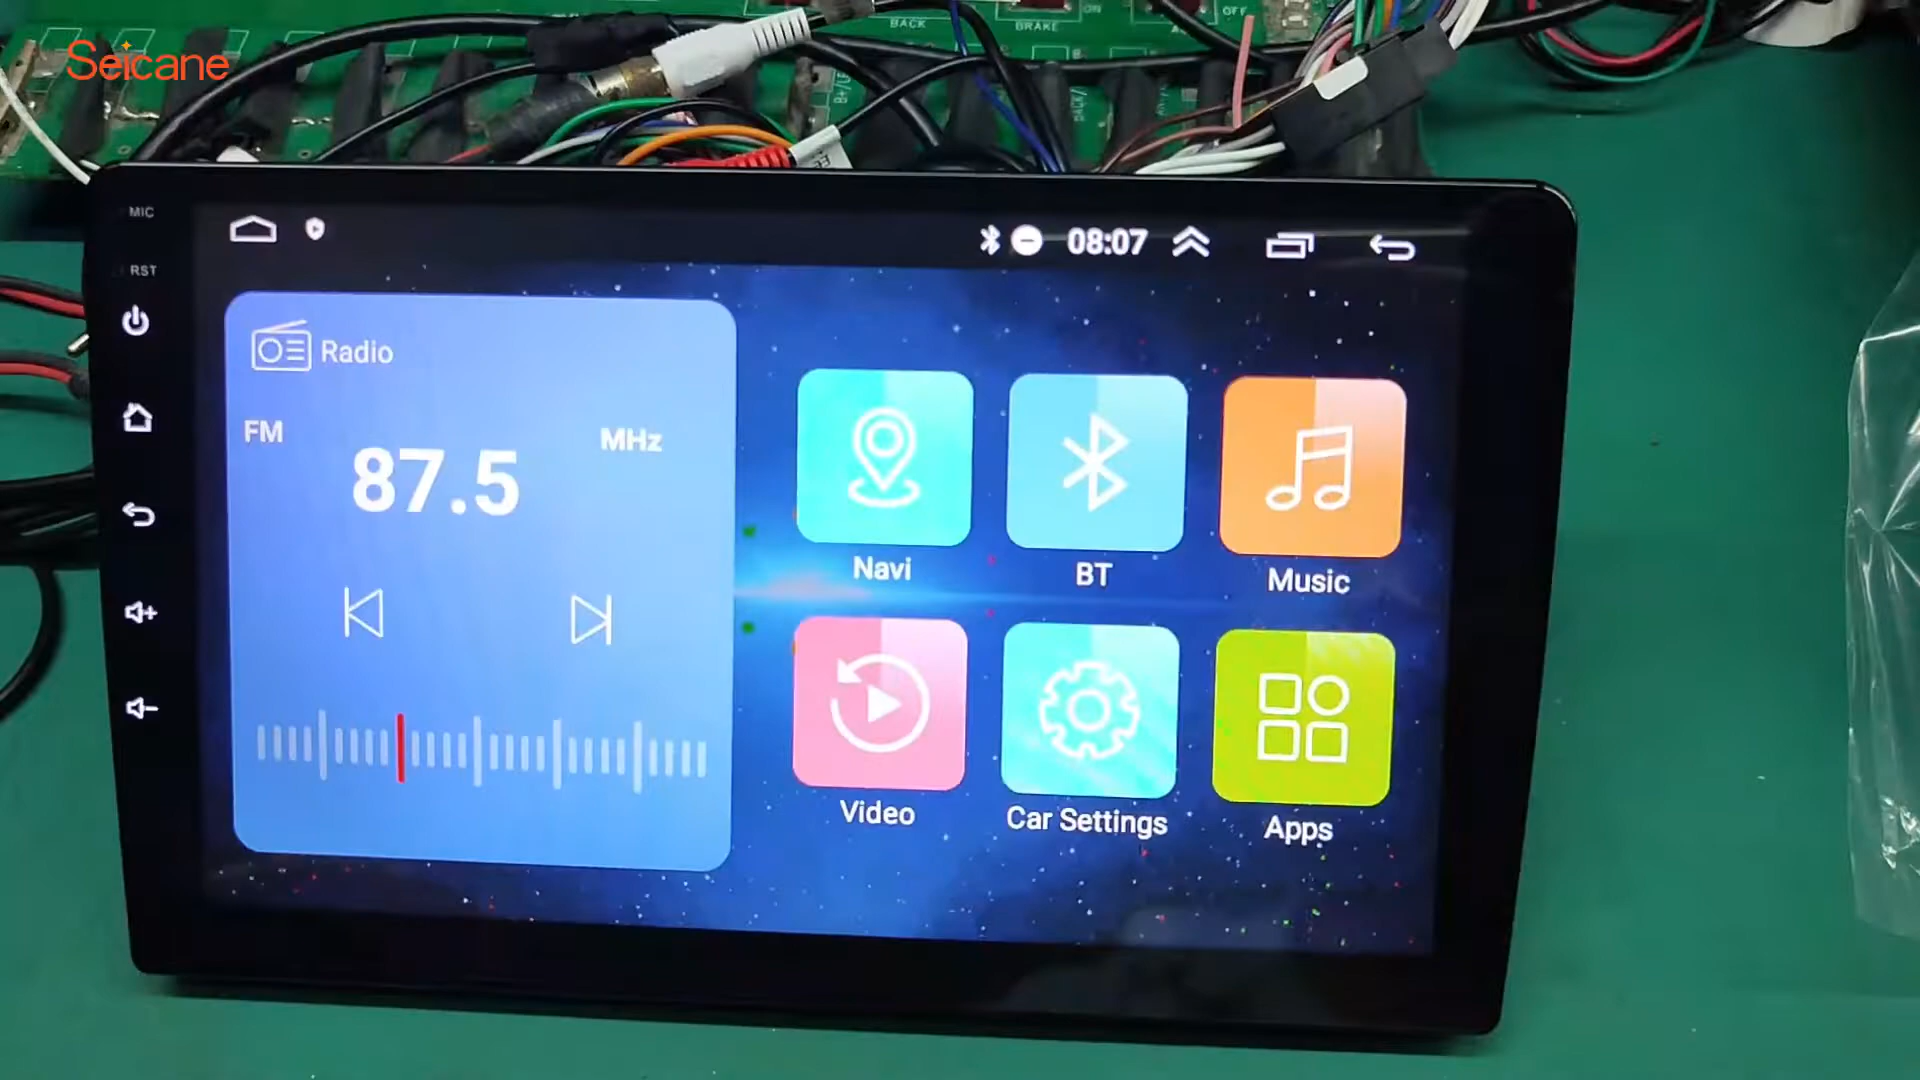 BACK
BRAKE
ON
OFF
Seicane
MIC
RST
08:07
Radio
FM
MHz
87.5
Navi
BT
Music
Video
Car Settings
Apps